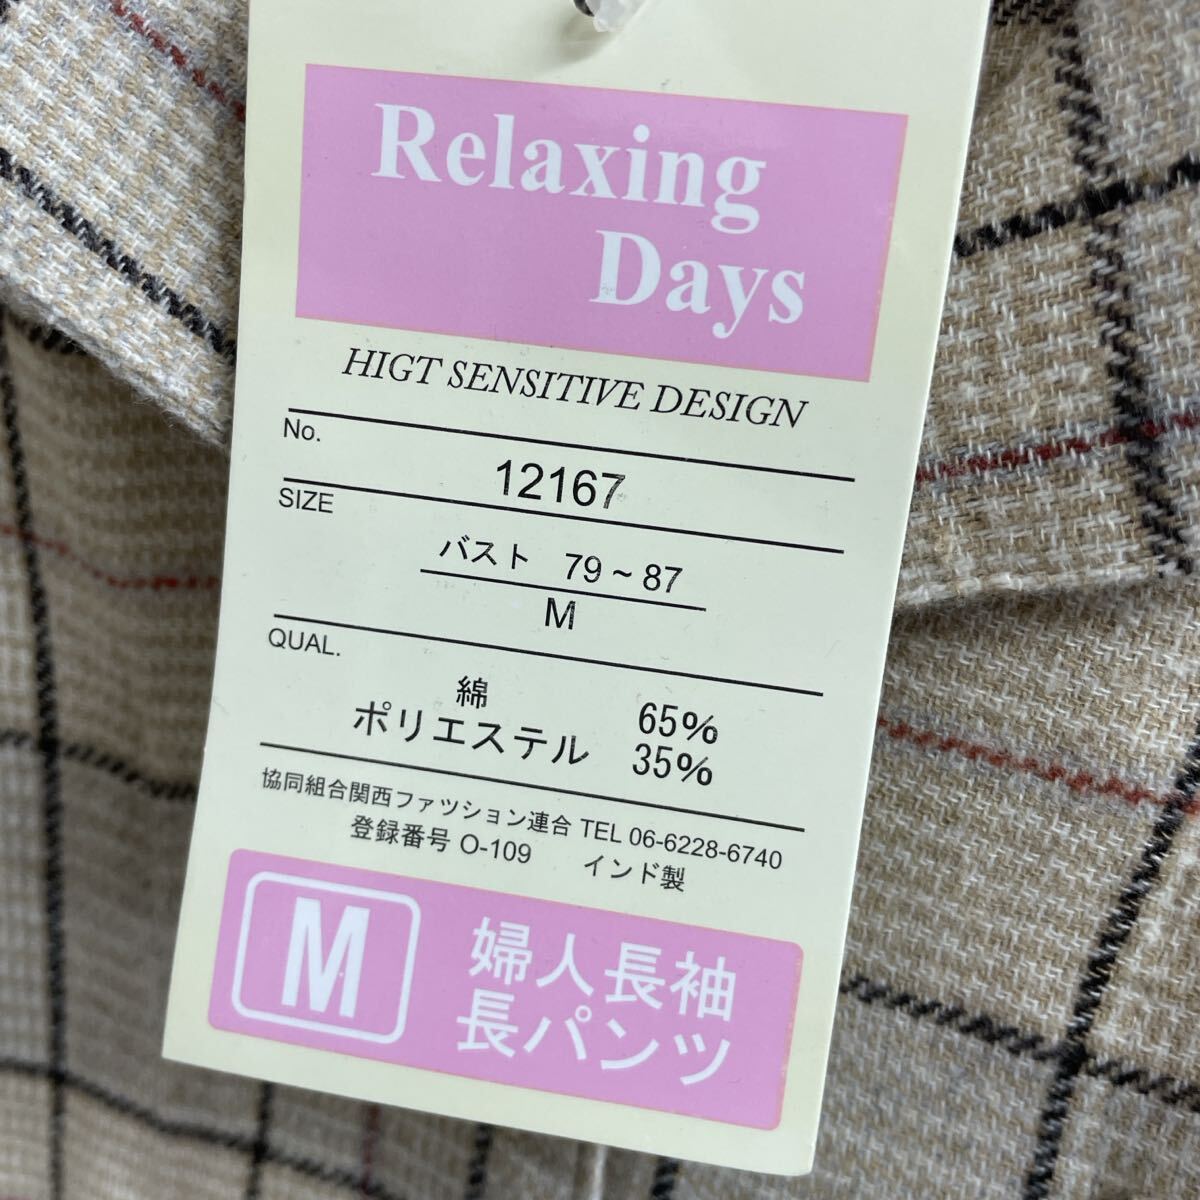 Relaxing
Days
HIGT SENSITIVE DESIGN
No.
12167
SIZE
バスト 79~87
M
QUAL.
綿 65%
ポリエステル 35%
協同組合関西ファツション連合 TEL 06-6228-6740
登録番号 O-109 インド製
M
婦人長袖
長パンツ